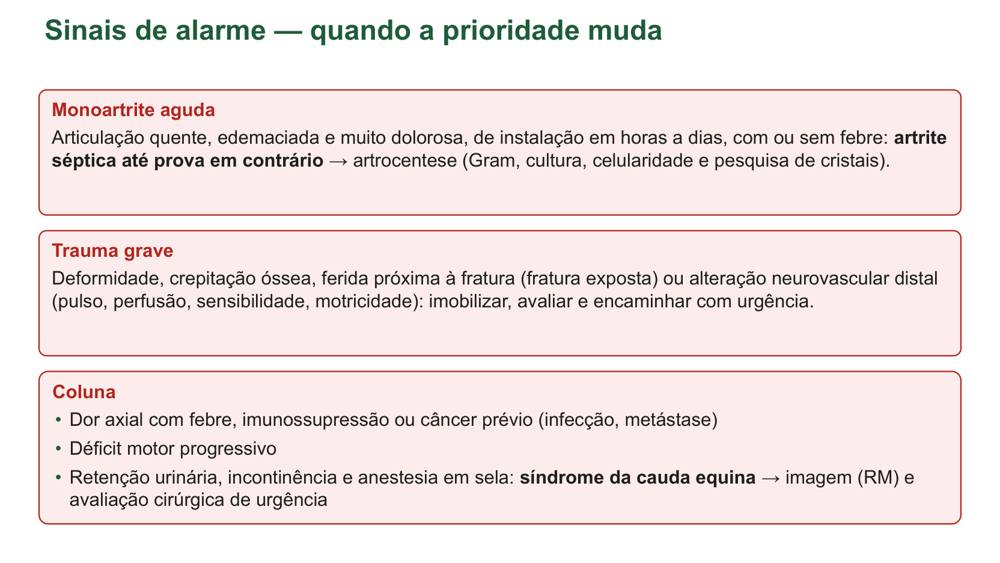 Sinais de alarme — quando a prioridade muda
Monoartrite aguda
Articulação quente, edemaciada e muito dolorosa, de instalação em horas a dias, com ou sem febre: artrite
séptica até prova em contrário → artrocentese (Gram, cultura, celularidade e pesquisa de cristais).
Trauma grave
Deformidade, crepitação óssea, ferida próxima à fratura (fratura exposta) ou alteração neurovascular distal
(pulso, perfusão, sensibilidade, motricidade): imobilizar, avaliar e encaminhar com urgência.
Coluna
• Dor axial com febre, imunossupressão ou câncer prévio (infecção, metástase)
• Déficit motor progressivo
• Retenção urinária, incontinência e anestesia em sela: síndrome da cauda equina → imagem (RM) e
avaliação cirúrgica de urgência